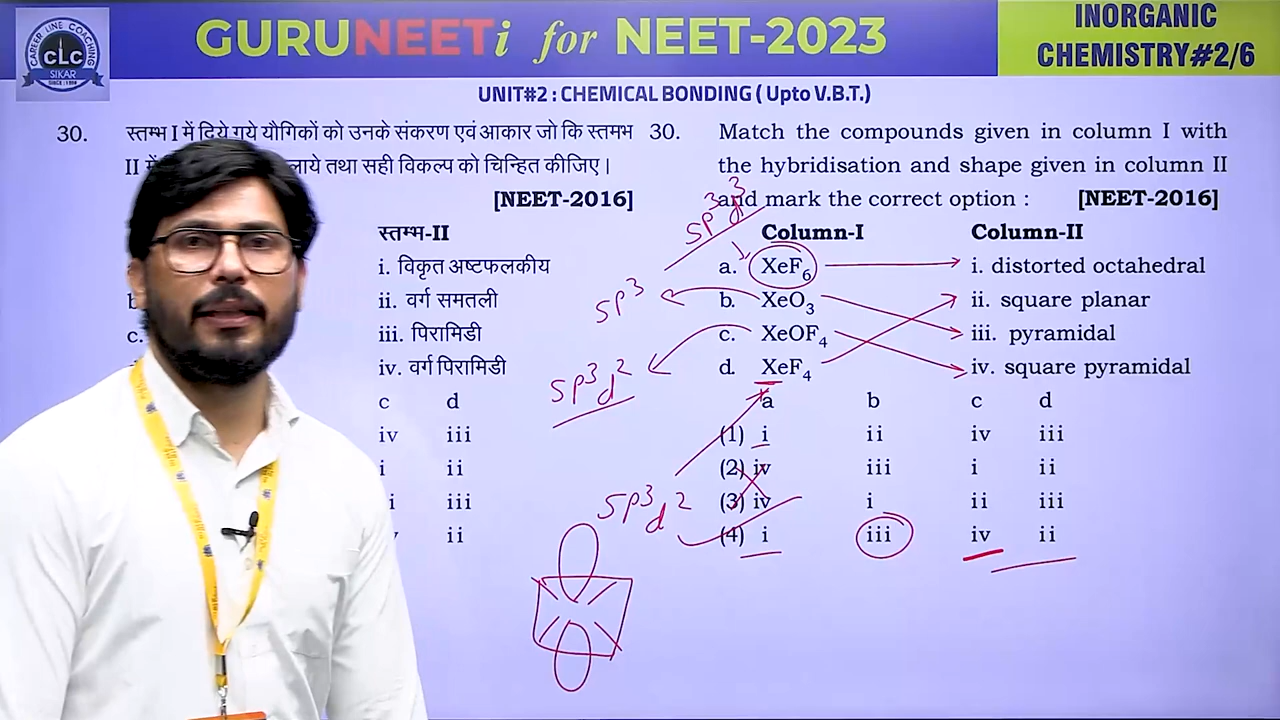 CAREER LINE COACHING
CLC
SIKAR
SINCE : 1996
GURUNEETi for NEET-2023
INORGANIC
CHEMISTRY#2/6
UNIT#2 : CHEMICAL BONDING ( Upto V.B.T.)
30. स्तम्भ I में दिये गये यौगिकों को उनके संकरण एवं आकार जो कि स्तमभ
II में लाये तथा सही विकल्प को चिन्हित कीजिए।
[NEET-2016]
स्तम्भ-II
i. विकृत अष्टफलकीय
b ii. वर्ग समतली
c. iii. पिरामिडी
iv. वर्ग पिरामिडी
c d
iv iii
i ii
i iii
ii
30. Match the compounds given in column I with
the hybridisation and shape given in column II
and mark the correct option : [NEET-2016]
sp³d³
Column-I Column-II
a. XeF₆ i. distorted octahedral
sp³
b. XeO₃ ii. square planar
c. XeOF₄ iii. pyramidal
sp³d²
d. XeF₄ iv. square pyramidal
a b c d
(1) i ii iv iii
(2) iv iii i ii
(3) iv i ii iii
sp³d²
(4) i iii iv ii